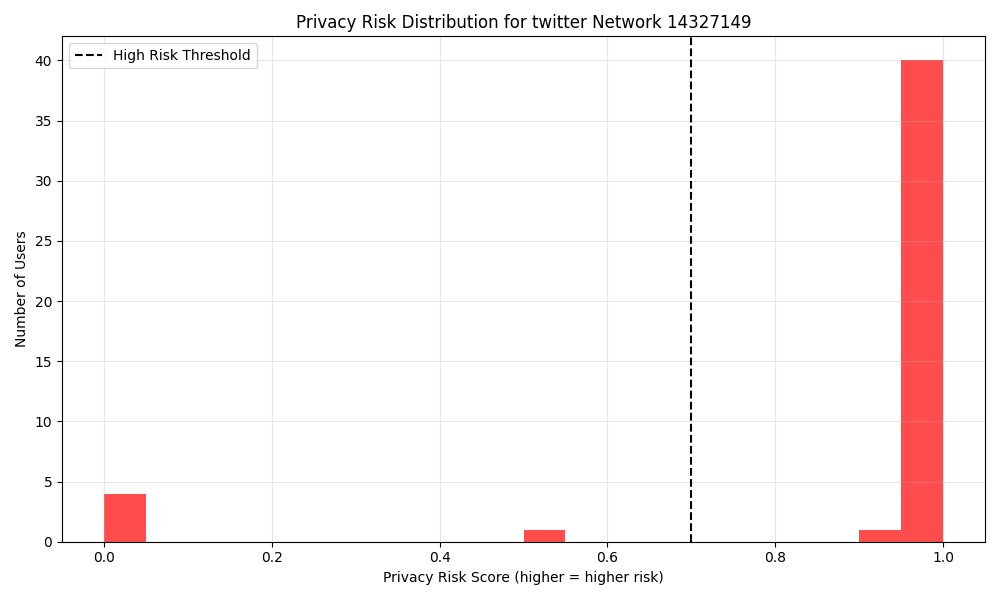 Privacy Risk Distribution for twitter Network 14327149
High Risk Threshold
40
35
30
25
20
15
10
5
0
Number of Users
0.0 0.2 0.4 0.6 0.8 1.0
Privacy Risk Score (higher = higher risk)